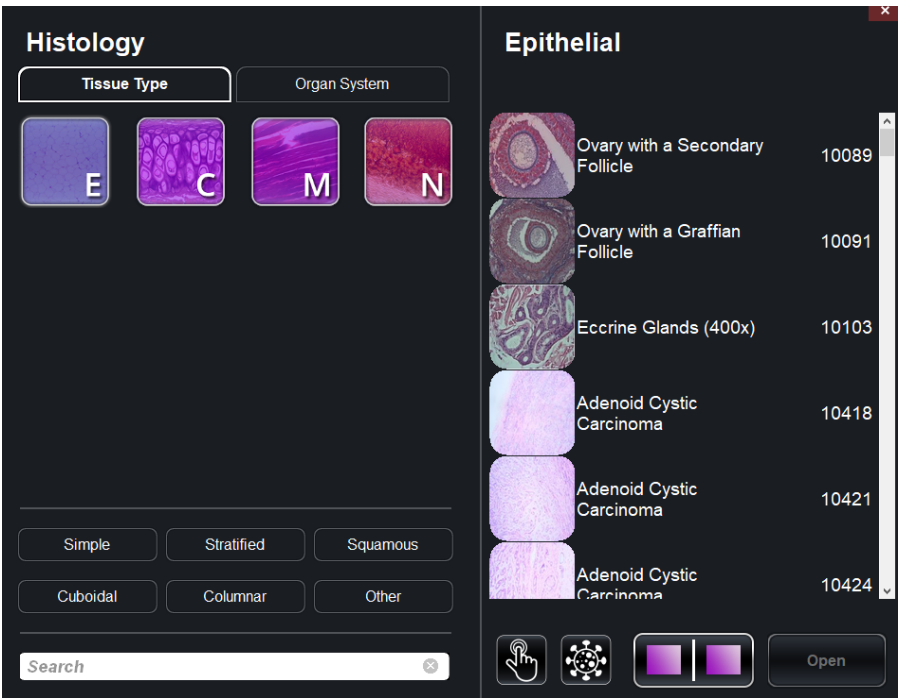 Histology
Tissue Type
Organ System
E
C
M
N
Simple
Stratified
Squamous
Cuboidal
Columnar
Other
Search
Epithelial
Ovary with a Secondary
Follicle
10089
Ovary with a Graffian
Follicle
10091
Eccrine Glands (400x)
10103
Adenoid Cystic
Carcinoma
10418
Adenoid Cystic
Carcinoma
10421
Adenoid Cystic
Carcinoma
10424
Open